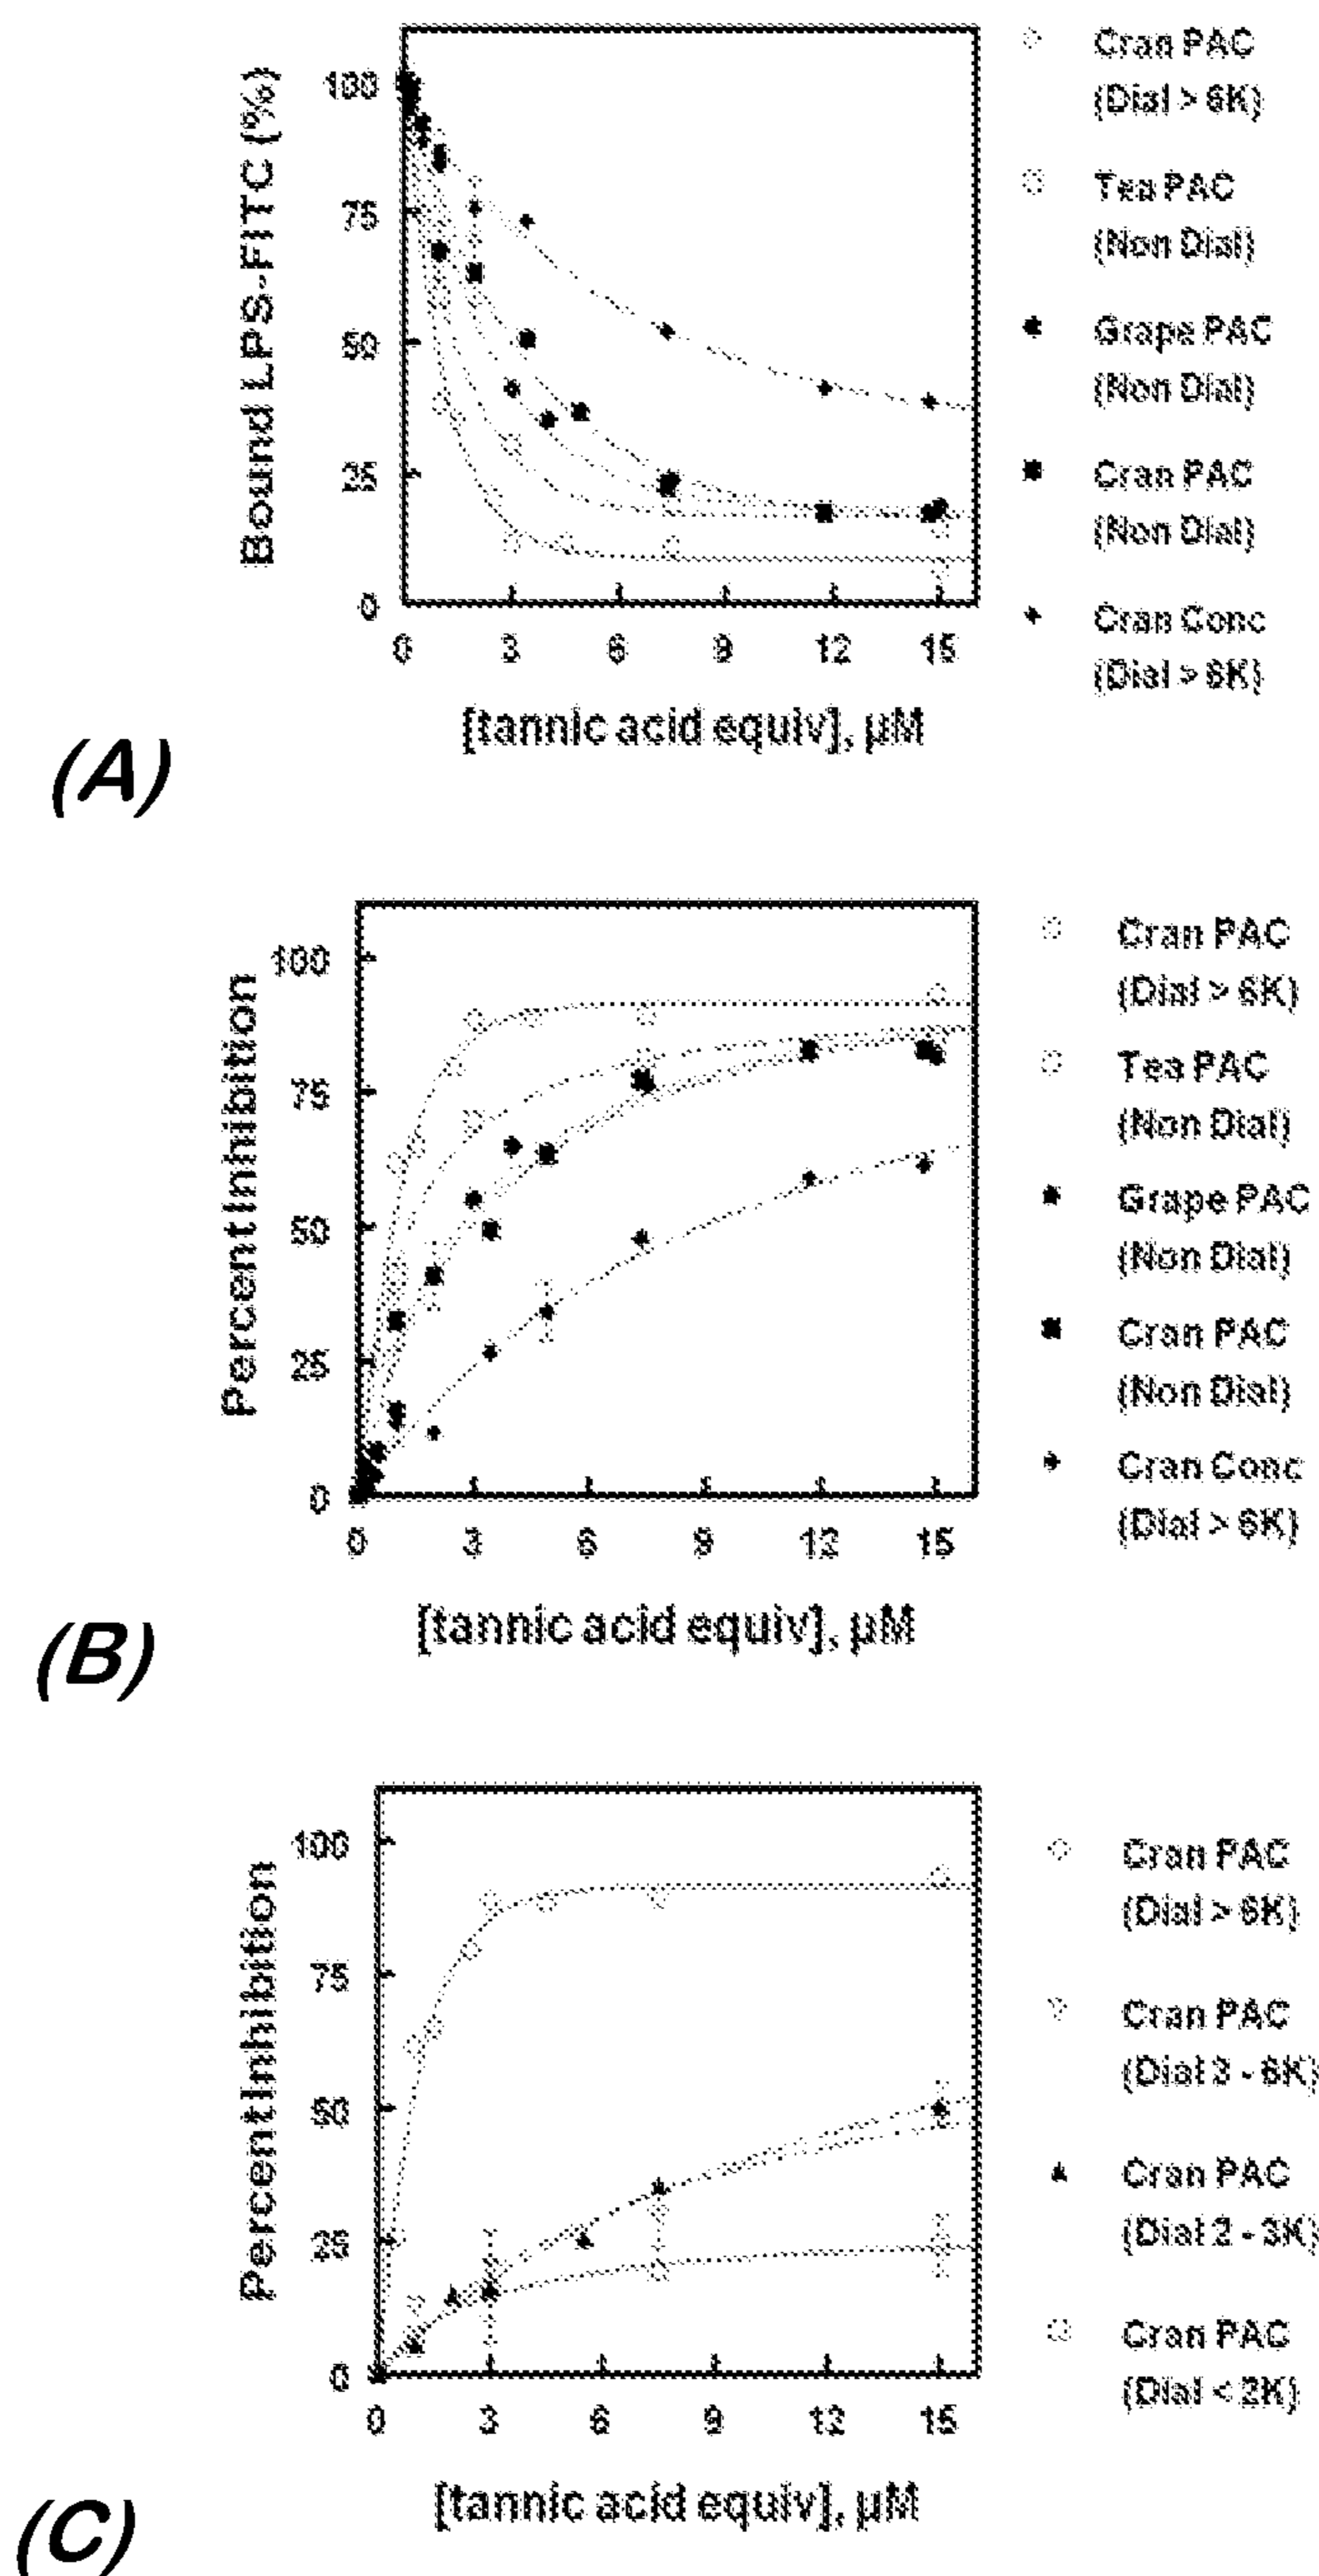 Bound LPS-FITC (%)
100
75
50
25
0
0 3 6 9 12 15
[tannic acid equiv], µM
Cran PAC
(Dial > 6K)
Tea PAC
(Non Dial)
Grape PAC
(Non Dial)
Cran PAC
(Non Dial)
Cran Conc
(Dial > 6K)
(A)
Percent Inhibition
100
75
50
25
0
0 3 6 9 12 15
[tannic acid equiv], µM
Cran PAC
(Dial > 6K)
Tea PAC
(Non Dial)
Grape PAC
(Non Dial)
Cran PAC
(Non Dial)
Cran Conc
(Dial > 6K)
(B)
Percent Inhibition
100
75
50
25
0
0 3 6 9 12 15
[tannic acid equiv], µM
Cran PAC
(Dial > 6K)
Cran PAC
(Dial 3 - 6K)
Cran PAC
(Dial 2 - 3K)
Cran PAC
(Dial < 2K)
(C)